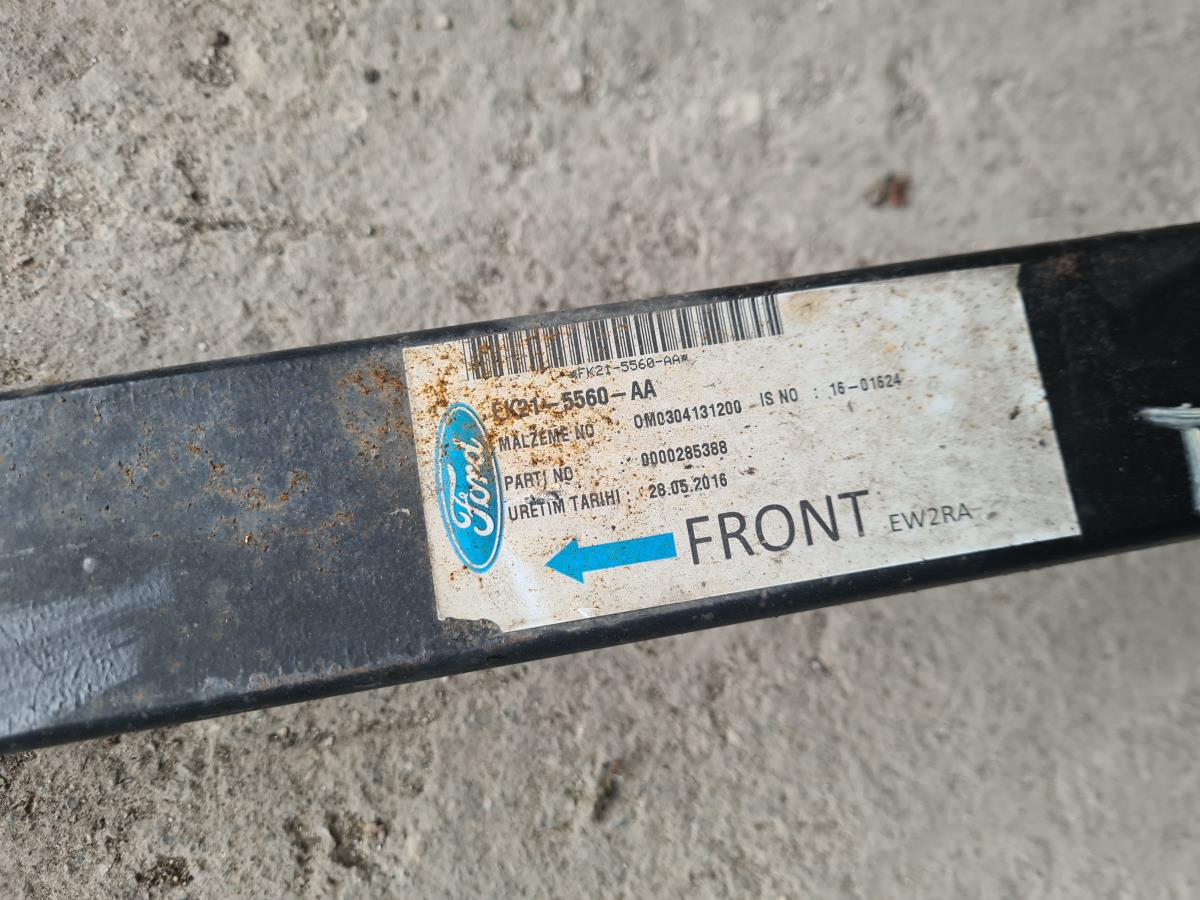 *FK21-5560-AA*
FK21-5560-AA
MALZEME NO OM0304131200 IS NO : 16-01624
PARTI NO 0000285388
URETIM TARIHI : 28.05.2016
Ford
FRONT EW2RA